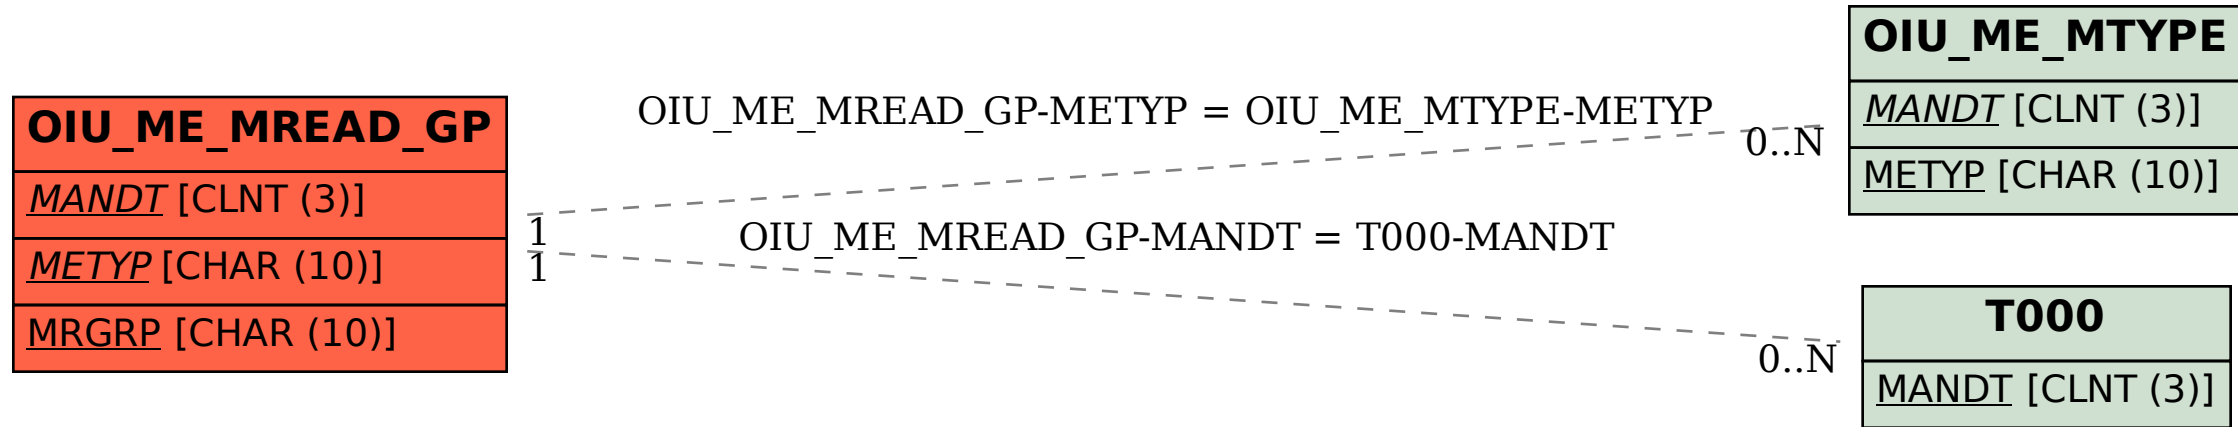 OIU_ME_MREAD_GP
MANDT [CLNT (3)]
METYP [CHAR (10)]
MRGRP [CHAR (10)]
OIU_ME_MREAD_GP-METYP = OIU_ME_MTYPE-METYP
1
0..N
OIU_ME_MREAD_GP-MANDT = T000-MANDT
1
0..N
OIU_ME_MTYPE
MANDT [CLNT (3)]
METYP [CHAR (10)]
T000
MANDT [CLNT (3)]